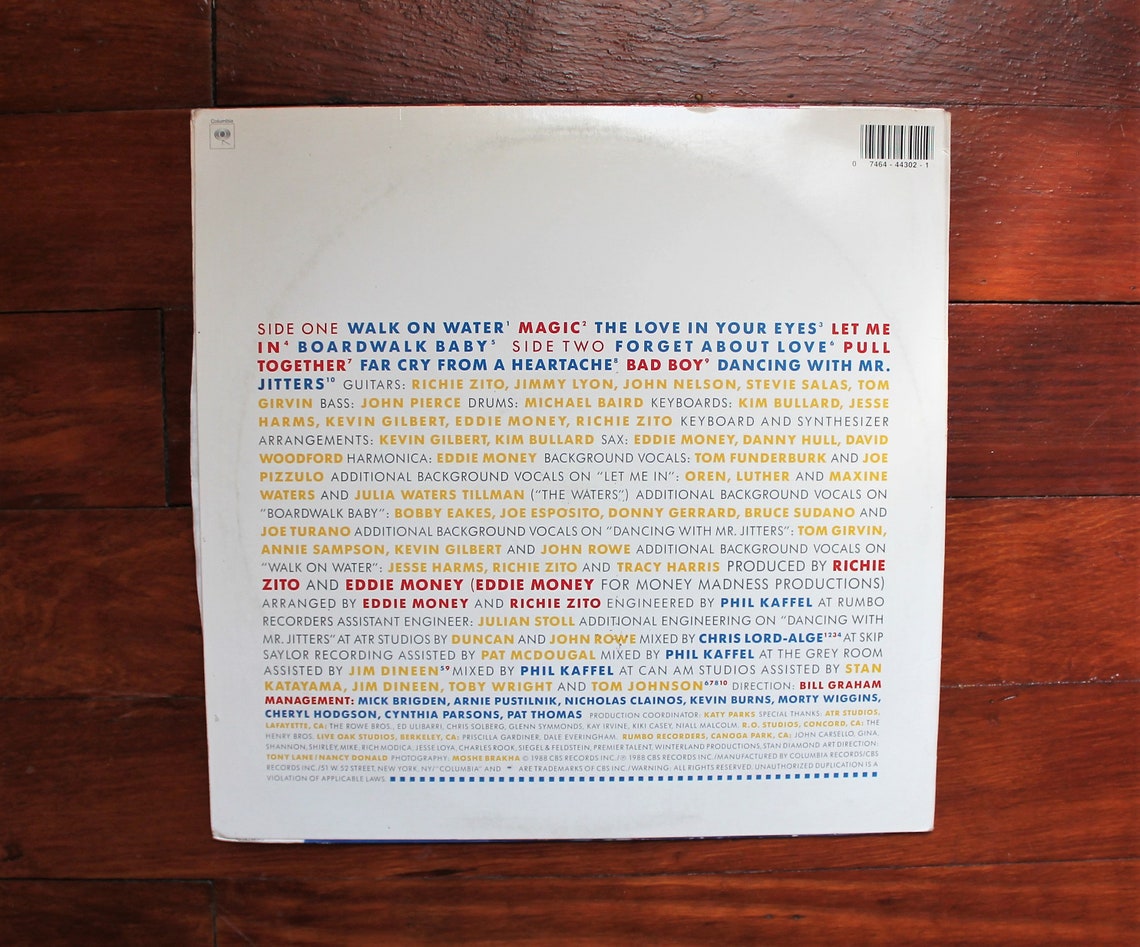 Columbia
0 7464 - 44302 - 1
SIDE ONE WALK ON WATER¹ MAGIC² THE LOVE IN YOUR EYES³ LET ME
IN⁴ BOARDWALK BABY⁵ SIDE TWO FORGET ABOUT LOVE⁶ PULL
TOGETHER⁷ FAR CRY FROM A HEARTACHE⁸ BAD BOY⁹ DANCING WITH MR.
JITTERS¹⁰ GUITARS: RICHIE ZITO, JIMMY LYON, JOHN NELSON, STEVIE SALAS, TOM
GIRVIN BASS: JOHN PIERCE DRUMS: MICHAEL BAIRD KEYBOARDS: KIM BULLARD, JESSE
HARMS, KEVIN GILBERT, EDDIE MONEY, RICHIE ZITO KEYBOARD AND SYNTHESIZER
ARRANGEMENTS: KEVIN GILBERT, KIM BULLARD SAX: EDDIE MONEY, DANNY HULL, DAVID
WOODFORD HARMONICA: EDDIE MONEY BACKGROUND VOCALS: TOM FUNDERBURK AND JOE
PIZZULO ADDITIONAL BACKGROUND VOCALS ON "LET ME IN": OREN, LUTHER AND MAXINE
WATERS AND JULIA WATERS TILLMAN ("THE WATERS") ADDITIONAL BACKGROUND VOCALS ON
"BOARDWALK BABY": BOBBY EAKES, JOE ESPOSITO, DONNY GERRARD, BRUCE SUDANO AND
JOE TURANO ADDITIONAL BACKGROUND VOCALS ON "DANCING WITH MR. JITTERS": TOM GIRVIN,
ANNIE SAMPSON, KEVIN GILBERT AND JOHN ROWE ADDITIONAL BACKGROUND VOCALS ON
"WALK ON WATER": JESSE HARMS, RICHIE ZITO AND TRACY HARRIS PRODUCED BY RICHIE
ZITO AND EDDIE MONEY (EDDIE MONEY FOR MONEY MADNESS PRODUCTIONS)
ARRANGED BY EDDIE MONEY AND RICHIE ZITO ENGINEERED BY PHIL KAFFEL AT RUMBO
RECORDERS ASSISTANT ENGINEER: JULIAN STOLL ADDITIONAL ENGINEERING ON "DANCING WITH
MR. JITTERS" AT ATR STUDIOS BY DUNCAN AND JOHN ROWE MIXED BY CHRIS LORD-ALGE¹²³⁴ AT SKIP
SAYLOR RECORDING ASSISTED BY PAT MCDOUGAL MIXED BY PHIL KAFFEL AT THE GREY ROOM
ASSISTED BY JIM DINEEN⁵⁹ MIXED BY PHIL KAFFEL AT CAN AM STUDIOS ASSISTED BY STAN
KATAYAMA, JIM DINEEN, TOBY WRIGHT AND TOM JOHNSON⁶⁷⁸¹⁰ DIRECTION: BILL GRAHAM
MANAGEMENT: MICK BRIGDEN, ARNIE PUSTILNIK, NICHOLAS CLAINOS, KEVIN BURNS, MORTY WIGGINS,
CHERYL HODGSON, CYNTHIA PARSONS, PAT THOMAS PRODUCTION COORDINATOR: KATY PARKS SPECIAL THANKS: ATR STUDIOS,
LAFAYETTE, CA: THE ROWE BROS., ED ULIBARRI, CHRIS SOLBERG, GLENN SYMMONDS, KAY IRVINE, KIKI CASEY, NIALL MALCOLM, R.O. STUDIOS, CONCORD, CA: THE
HENRY BROS. LIVE OAK STUDIOS, BERKELEY, CA: PRISCILLA GARDINER, DALE EVERINGHAM. RUMBO RECORDERS, CANOGA PARK, CA: JOHN CARSELLO, GINA,
SHANNON, SHIRLEY, MIKE, RICH MODICA, JESSE LOYA, CHARLES ROOK, SIEGEL & FELDSTEIN, PREMIER TALENT, WINTERLAND PRODUCTIONS, STAN DIAMOND ART DIRECTION:
TONY LANE/NANCY DONALD PHOTOGRAPHY: MOSHE BRAKHA © 1988 CBS RECORDS INC./℗ 1988 CBS RECORDS INC./MANUFACTURED BY COLUMBIA RECORDS/CBS
RECORDS INC./51 W. 52 STREET, NEW YORK, NY/"COLUMBIA" AND ARE TRADEMARKS OF CBS INC./WARNING: ALL RIGHTS RESERVED. UNAUTHORIZED DUPLICATION IS A
VIOLATION OF APPLICABLE LAWS.